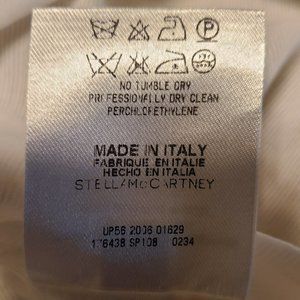 NO TUMBLE DRY
PROFESSIONALLY DRY CLEAN
PERCHLOROETHYLENE
MADE IN ITALY
FABRIQUE EN ITALIE
HECHO EN ITALIA
STELLA McCARTNEY
UP56 2006 01629
176438 SP108 0234